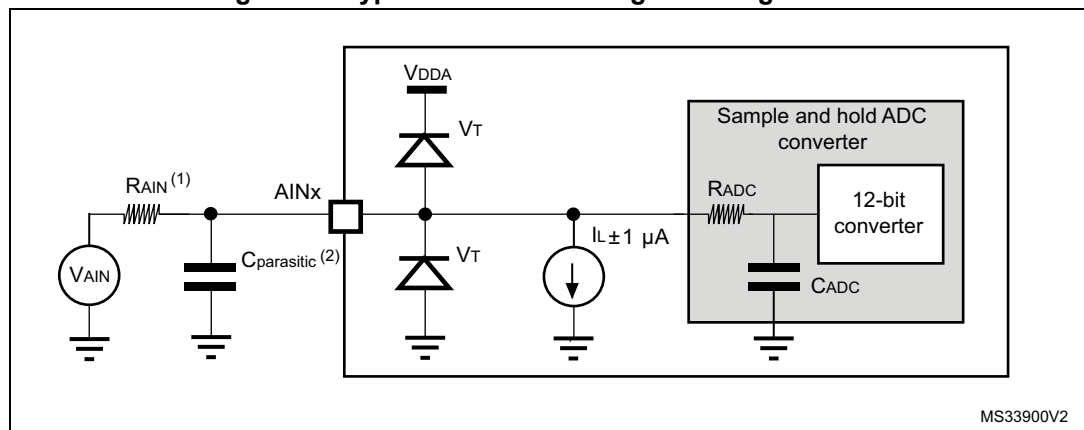 VDDA
VT
Sample and hold ADC
converter
RAIN (1)
AINx
RADC
12-bit
converter
IL±1 µA
VAIN
Cparasitic (2)
VT
CADC
MS33900V2